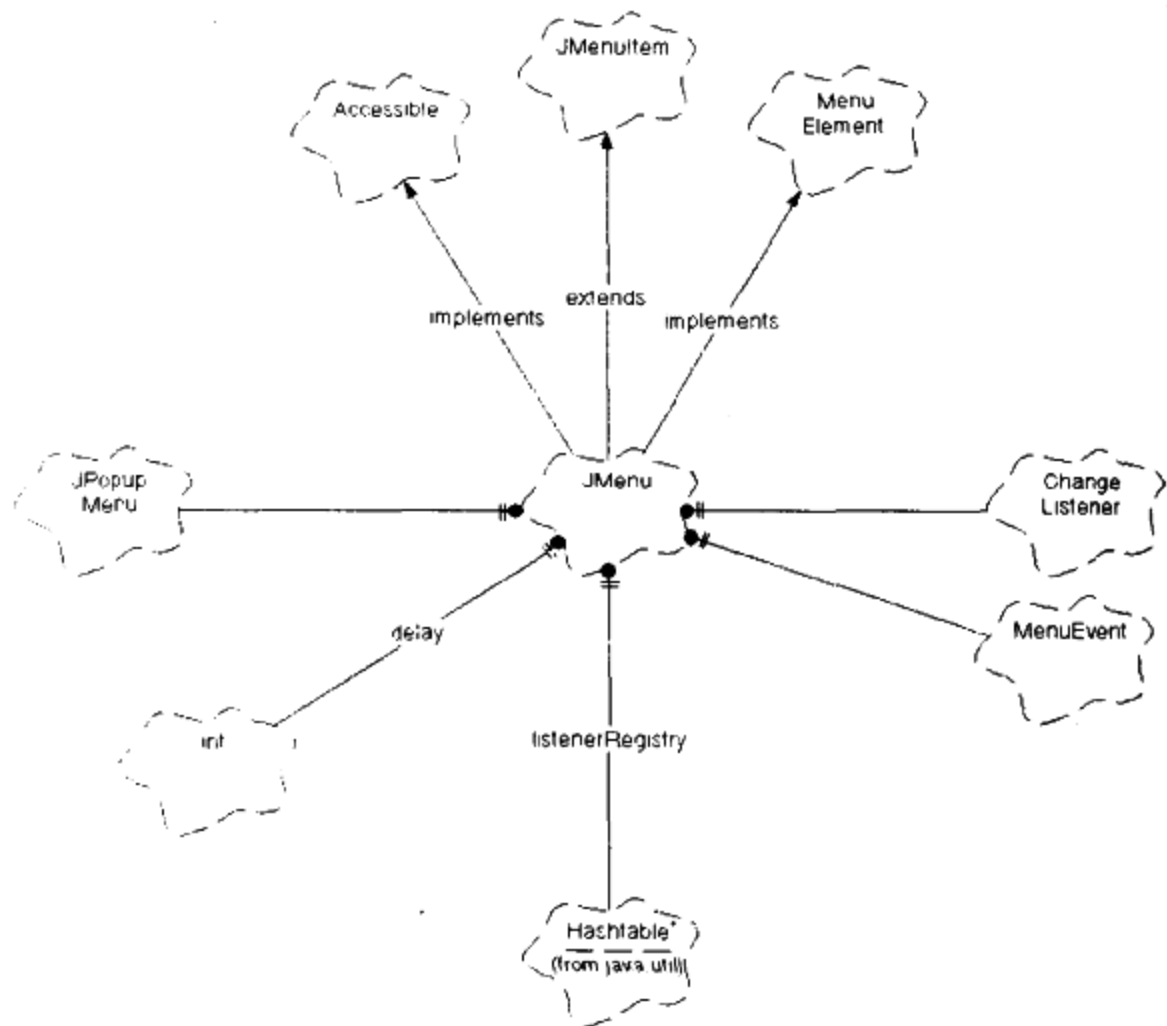 JMenuItem
Accessible
Menu
Element
extends
implements
implements
JPopup
Menu
JMenu
Change
Listener
MenuEvent
delay
int
listenerRegistry
Hashtable
(from java.util)